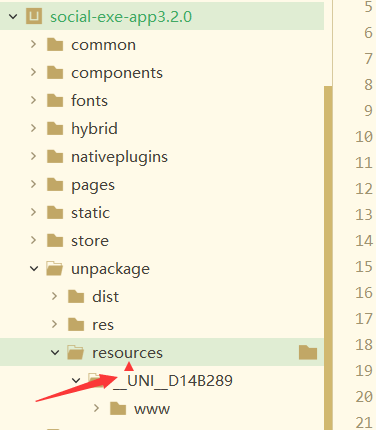 social-exe-app3.2.0
common
components
fonts
hybrid
nativeplugins
pages
static
store
unpackage
dist
res
resources
__UNI__D14B289
www
5
6
7
8
9
10
11
12
13
14
15
16
17
18
19
20
21